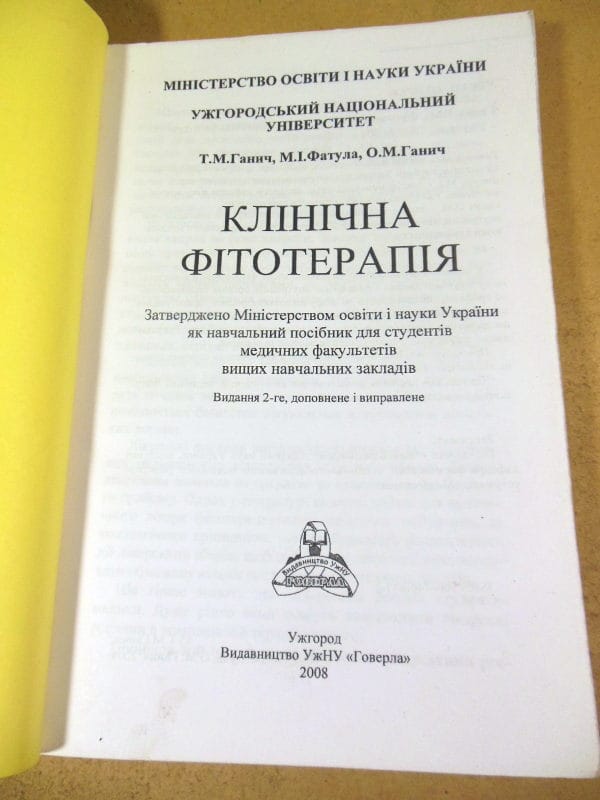 МІНІСТЕРСТВО ОСВІТИ І НАУКИ УКРАЇНИ
УЖГОРОДСЬКИЙ НАЦІОНАЛЬНИЙ
УНІВЕРСИТЕТ
Т.М.Ганич, М.І.Фатула, О.М.Ганич
КЛІНІЧНА
ФІТОТЕРАПІЯ
Затверджено Міністерством освіти і науки України
як навчальний посібник для студентів
медичних факультетів
вищих навчальних закладів
Видання 2-ге, доповнене і виправлене
Видавництво УжНУ
ГОВЕРЛА
Ужгород
Видавництво УжНУ «Говерла»
2008